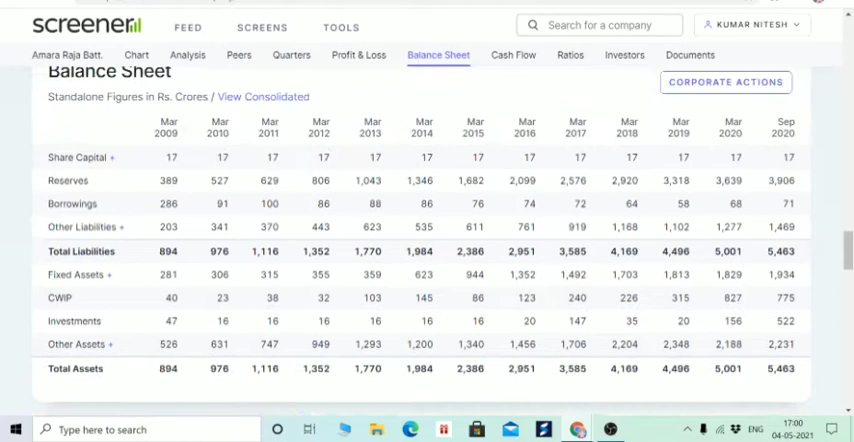 screener
FEED
SCREENS
TOOLS
Search for a company
KUMAR NITESH
Amara Raja Batt. Chart Analysis Peers Quarters Profit & Loss Balance Sheet Cash Flow Ratios Investors Documents
Balance Sheet
CORPORATE ACTIONS
Standalone Figures in Rs. Crores / View Consolidated
Mar 2009 Mar 2010 Mar 2011 Mar 2012 Mar 2013 Mar 2014 Mar 2015 Mar 2016 Mar 2017 Mar 2018 Mar 2019 Mar 2020 Sep 2020
Share Capital + 17 17 17 17 17 17 17 17 17 17 17 17 17
Reserves 389 527 629 806 1,043 1,346 1,682 2,099 2,576 2,920 3,318 3,639 3,906
Borrowings 286 91 100 86 88 86 76 74 72 64 58 68 71
Other Liabilities + 203 341 370 443 623 535 611 761 919 1,168 1,102 1,277 1,469
Total Liabilities 894 976 1,116 1,352 1,770 1,984 2,386 2,951 3,585 4,169 4,496 5,001 5,463
Fixed Assets + 281 306 315 355 359 623 944 1,352 1,492 1,703 1,813 1,829 1,934
CWIP 40 23 38 32 103 145 86 123 240 226 315 827 775
Investments 47 16 16 16 16 16 16 20 147 35 20 156 522
Other Assets + 526 631 747 949 1,293 1,200 1,340 1,456 1,706 2,204 2,348 2,188 2,231
Total Assets 894 976 1,116 1,352 1,770 1,984 2,386 2,951 3,585 4,169 4,496 5,001 5,463
Type here to search
ENG
17:00
04-05-2021